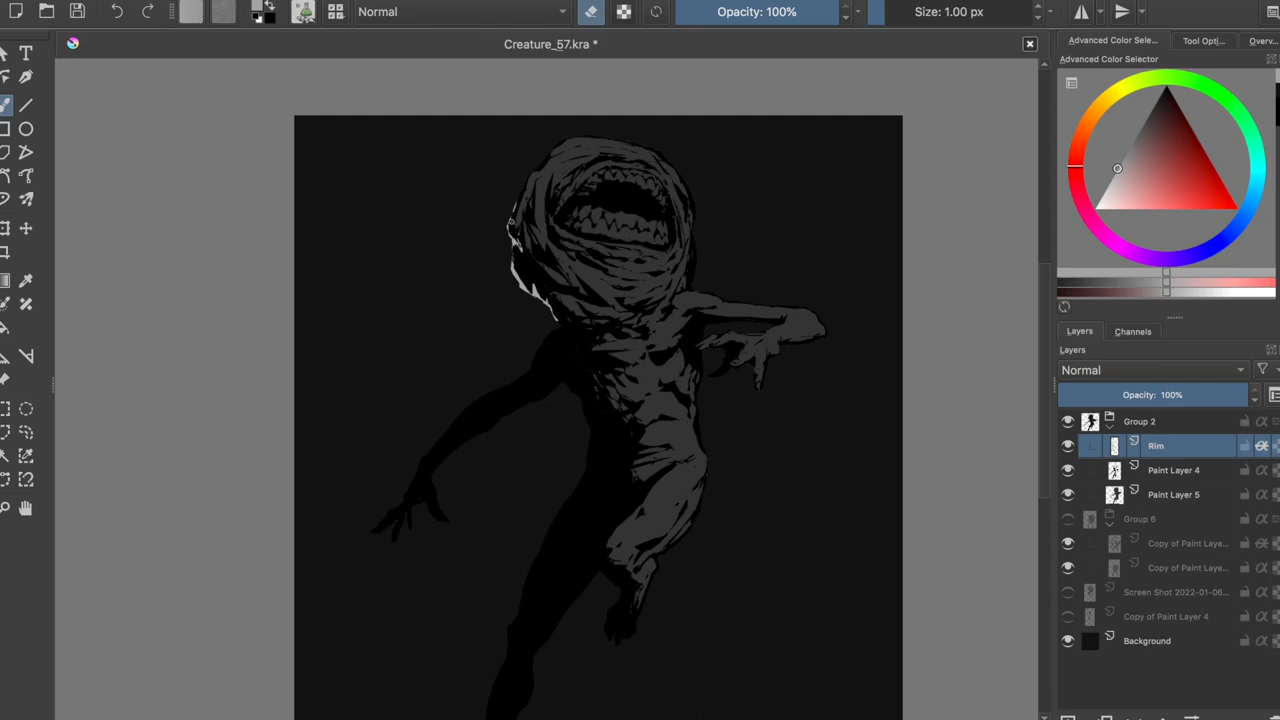 Normal
Opacity: 100%
Size: 1.00 px
Creature_57.kra *
Advanced Color Sele...
Tool Opti...
Overv...
Advanced Color Selector
Layers
Channels
Layers
Normal
Opacity: 100%
Group 2
Rim
Paint Layer 4
Paint Layer 5
Group 6
Copy of Paint Laye...
Copy of Paint Laye...
Screen Shot 2022-01-06...
Copy of Paint Layer 4
Background